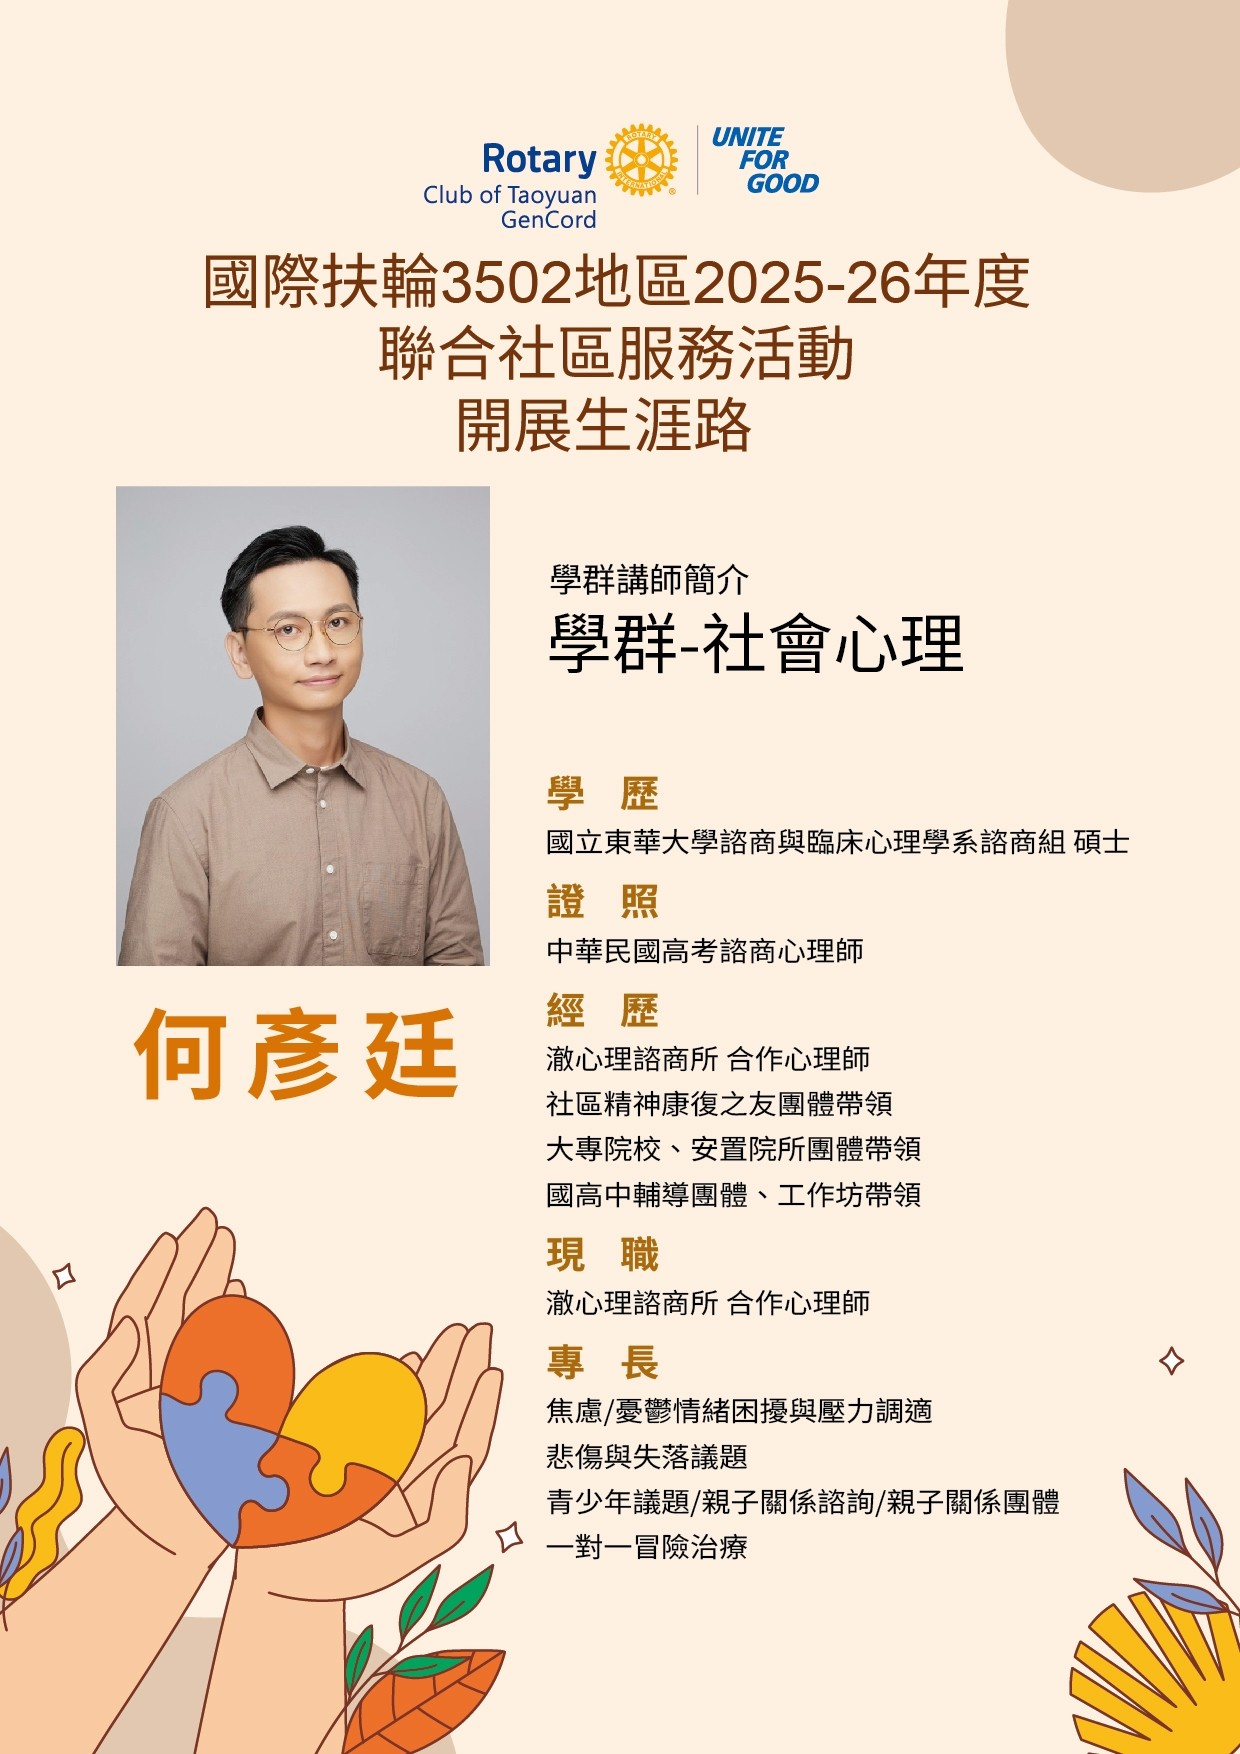 Rotary
Club of Taoyuan
GenCord
ROTARY
INTERNATIONAL
UNITE
FOR
GOOD
國際扶輪3502地區2025-26年度
聯合社區服務活動
開展生涯路
學群講師簡介
學群-社會心理
學 歷
國立東華大學諮商與臨床心理學系諮商組 碩士
證 照
中華民國高考諮商心理師
經 歷
澈心理諮商所 合作心理師
社區精神康復之友團體帶領
大專院校、安置院所團體帶領
國高中輔導團體、工作坊帶領
現 職
澈心理諮商所 合作心理師
專 長
焦慮/憂鬱情緒困擾與壓力調適
悲傷與失落議題
青少年議題/親子關係諮詢/親子關係團體
一對一冒險治療
何彥廷